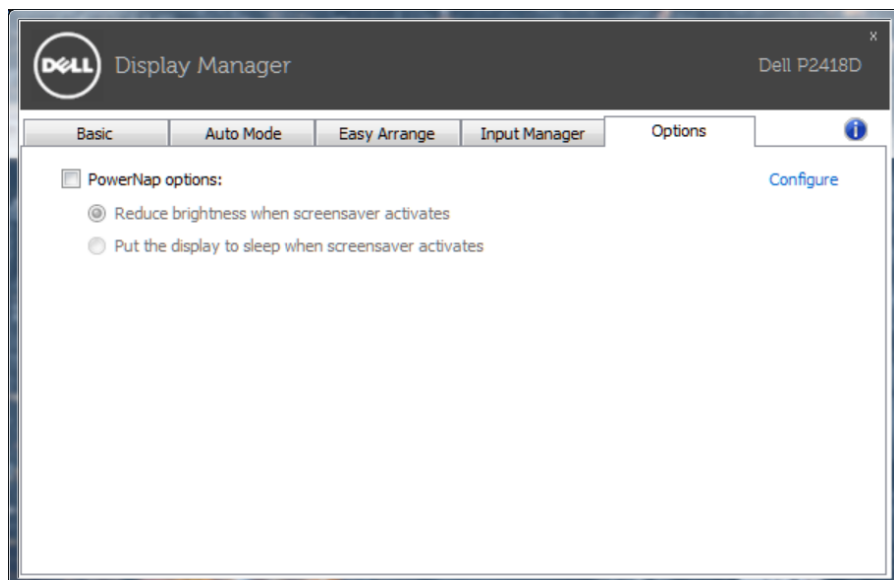 x
DELL Display Manager Dell P2418D
Basic Auto Mode Easy Arrange Input Manager Options i
PowerNap options: Configure
Reduce brightness when screensaver activates
Put the display to sleep when screensaver activates